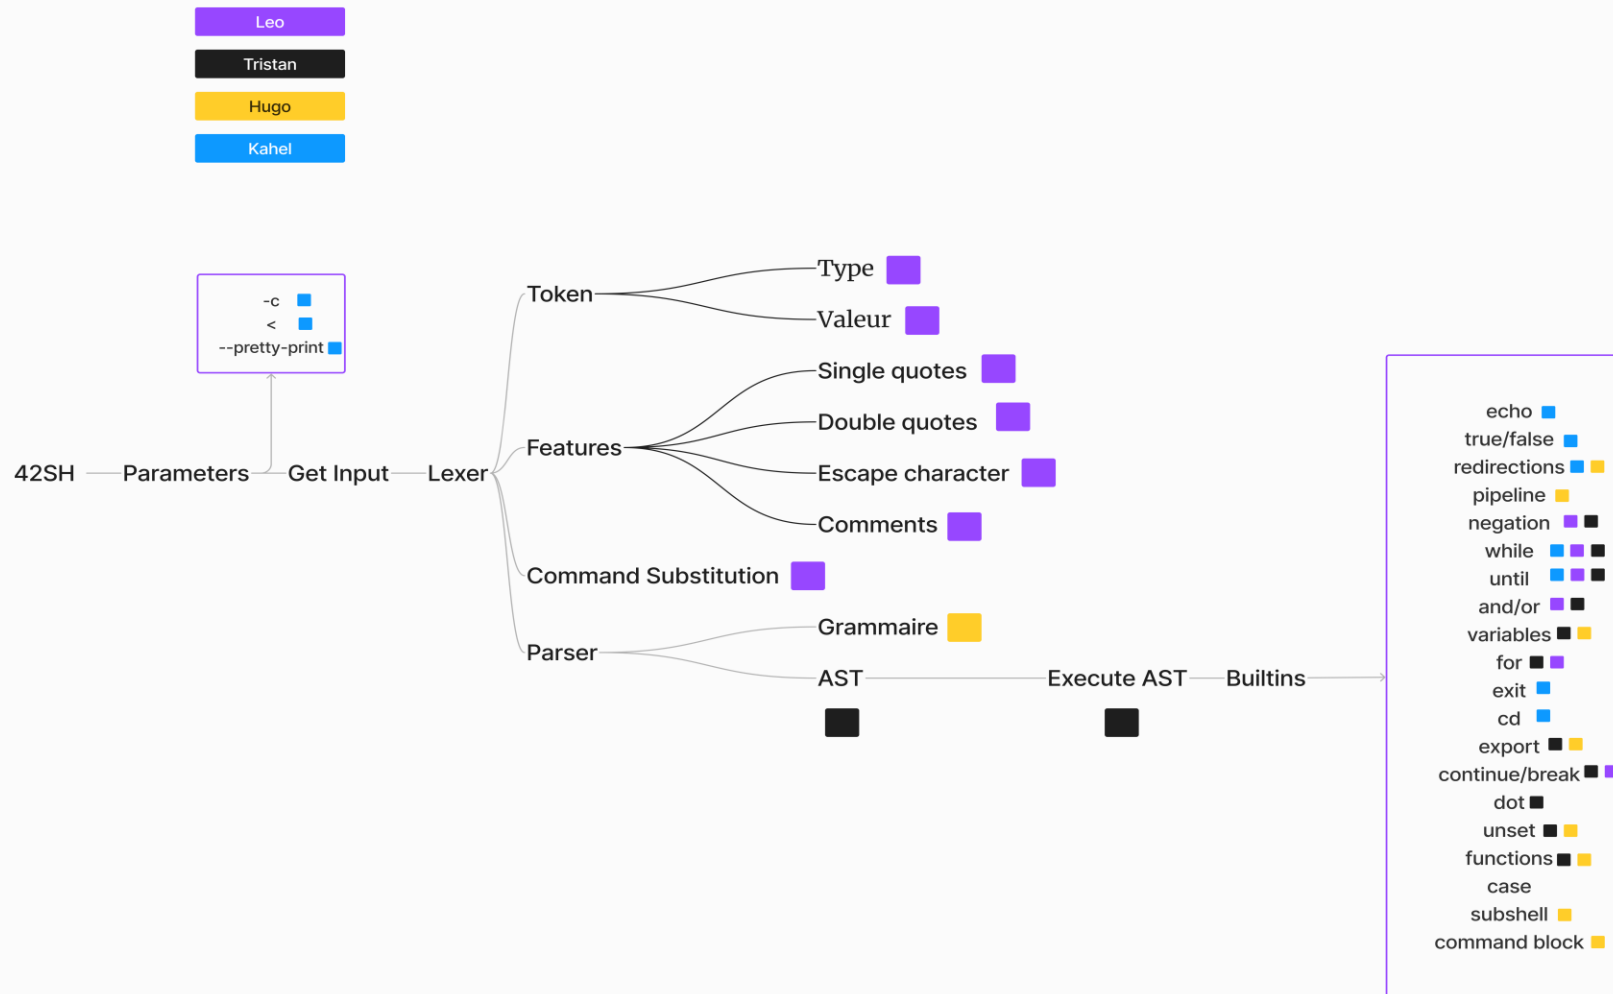 Leo
Tristan
Hugo
Kahel
-c
<
--pretty-print
42SH
Parameters
Get Input
Lexer
Token
Type
Valeur
Features
Single quotes
Double quotes
Escape character
Comments
Command Substitution
Parser
Grammaire
AST
Execute AST
Builtins
echo
true/false
redirections
pipeline
negation
while
until
and/or
variables
for
exit
cd
export
continue/break
dot
unset
functions
case
subshell
command block